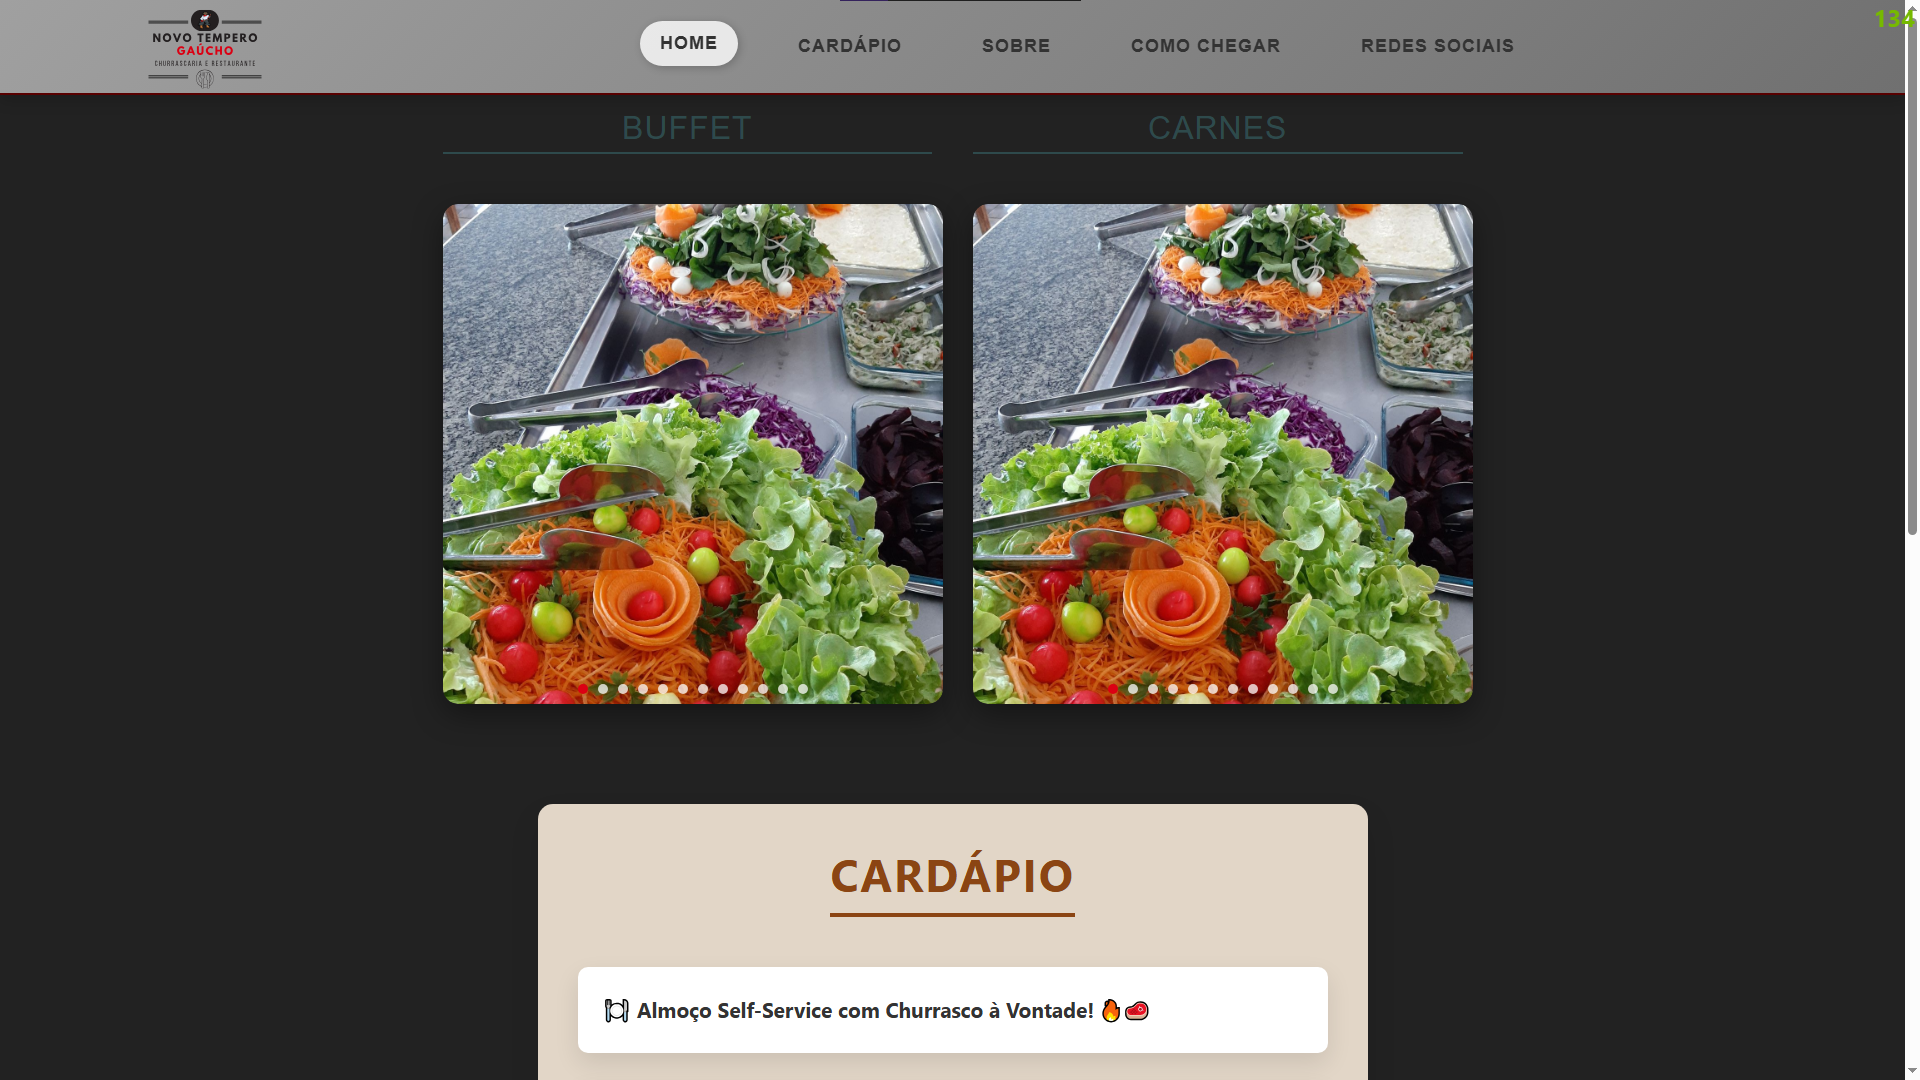 NOVO TEMPERO
GAÚCHO
CHURRASCARIA E RESTAURANTE
HOME
CARDÁPIO
SOBRE
COMO CHEGAR
REDES SOCIAIS
134
BUFFET
CARNES
CARDÁPIO
🍽️ Almoço Self-Service com Churrasco à Vontade! 🔥🥩